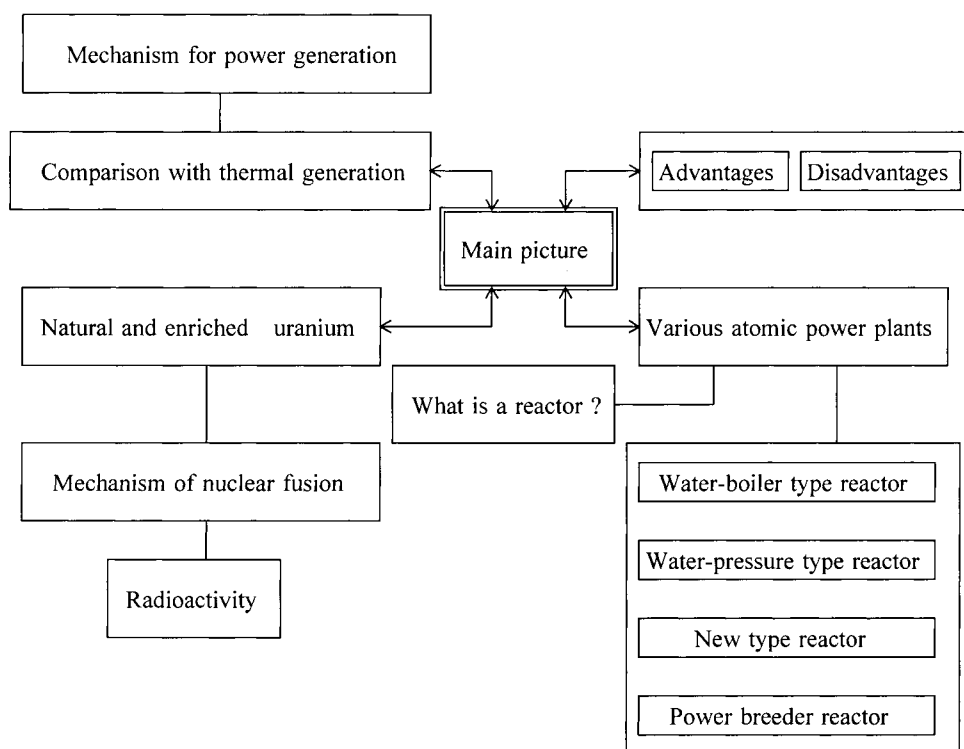 Mechanism for power generation
Comparison with thermal generation
Advantages
Disadvantages
Main picture
Natural and enriched uranium
Various atomic power plants
What is a reactor ?
Mechanism of nuclear fusion
Water-boiler type reactor
Water-pressure type reactor
Radioactivity
New type reactor
Power breeder reactor